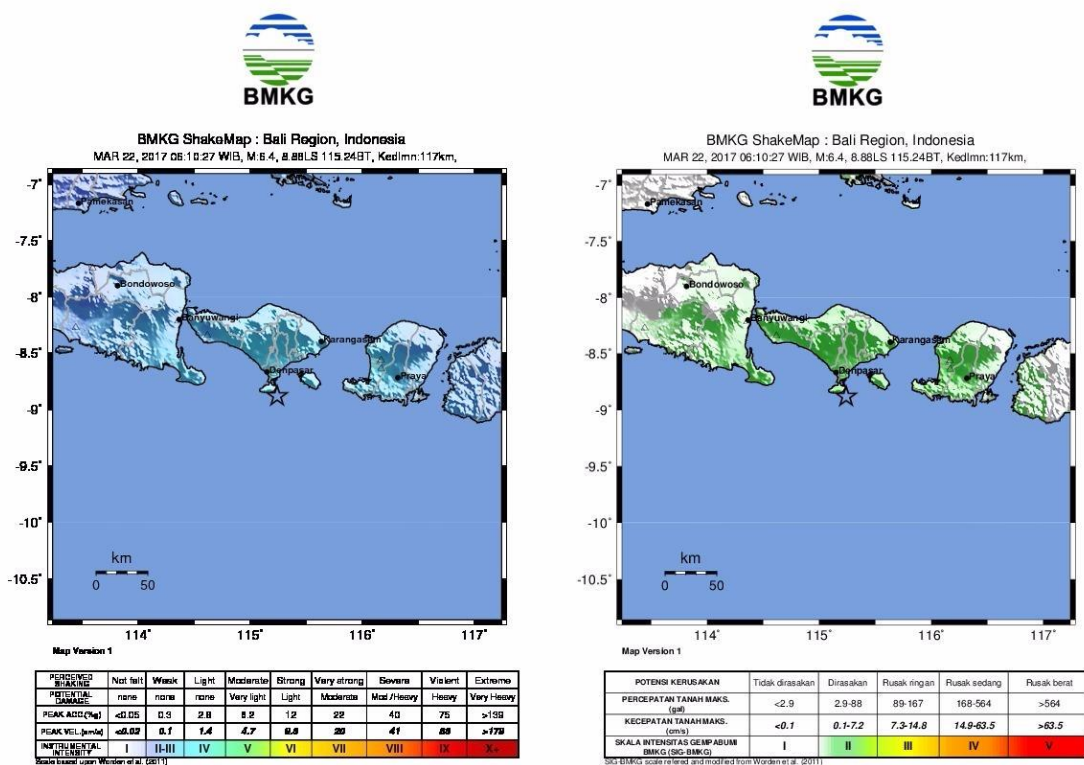 BMKG
BMKG ShakeMap : Bali Region, Indonesia
MAR 22, 2017 06:10:27 WIB, M:6.4, 8.88LS 115.24BT, Kedlmn:117km,
-7˚
-7.5˚
-8˚
-8.5˚
-9˚
-9.5˚
-10˚
-10.5˚
Pamekasan
Bondowoso
Banyuwangi
Karangasem
Denpasar
Praya
km
0 50
114˚ 115˚ 116˚ 117˚
Map Version 1
PERCEIVED SHAKING Not felt Weak Light Moderate Strong Very strong Severe Violent Extreme
POTENTIAL DAMAGE none none none Very light Light Moderate Mod./Heavy Heavy Very Heavy
PEAK ACC.(%g) <0.05 0.3 2.8 6.2 12 22 40 75 >139
PEAK VEL.(cm/s) <0.02 0.1 1.4 4.7 9.6 20 41 86 >178
INSTRUMENTAL INTENSITY I II-III IV V VI VII VIII IX X+
Scale based upon Worden et al. (2011)
BMKG
BMKG ShakeMap : Bali Region, Indonesia
MAR 22, 2017 06:10:27 WIB, M:6.4, 8.88LS 115.24BT, Kedlmn:117km,
-7˚
-7.5˚
-8˚
-8.5˚
-9˚
-9.5˚
-10˚
-10.5˚
Pamekasan
Bondowoso
Banyuwangi
Karangasem
Denpasar
Praya
km
0 50
114˚ 115˚ 116˚ 117˚
Map Version 1
POTENSI KERUSAKAN Tidak dirasakan Dirasakan Rusak ringan Rusak sedang Rusak berat
PERCEPATAN TANAH MAKS. (gal) <2.9 2.9-88 89-167 168-564 >564
KECEPATAN TANAH MAKS. (cm/s) <0.1 0.1-7.2 7.3-14.8 14.9-63.5 >63.5
SKALA INTENSITAS GEMPABUMI BMKG (SIG-BMKG) I II III IV V
SIG-BMKG scale refered and modified from Worden et al. (2011)